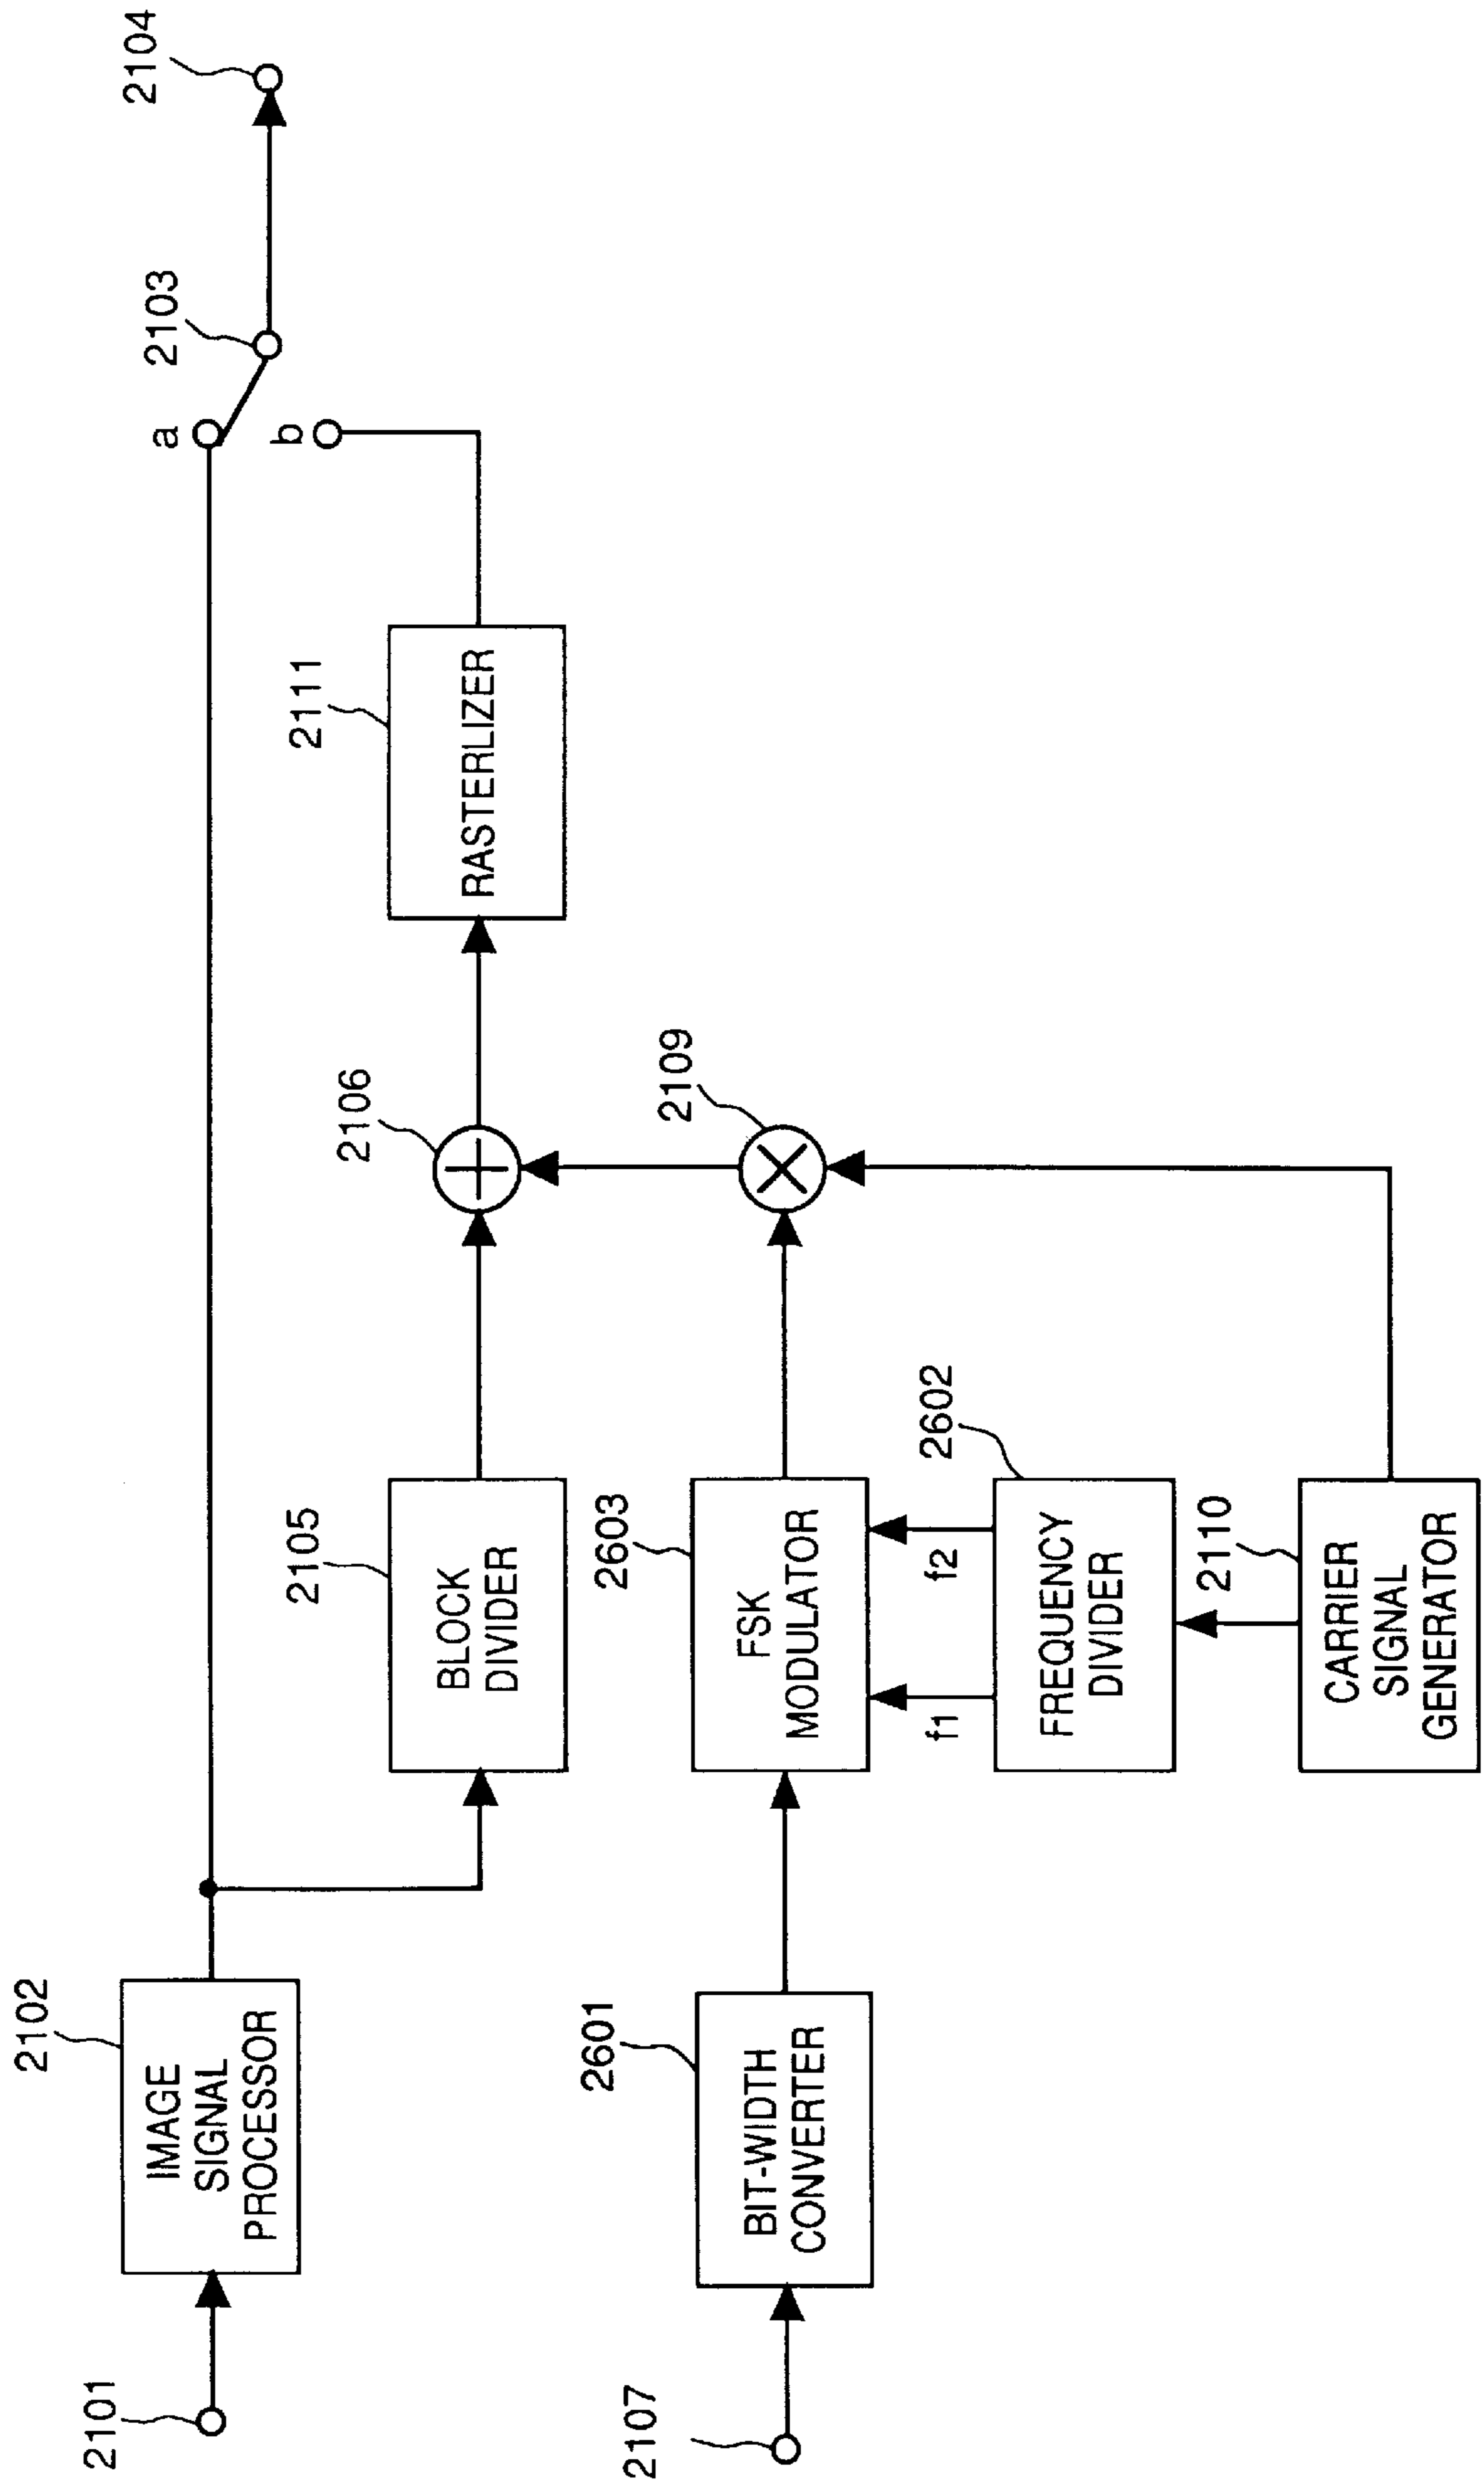 2101
2102
IMAGE
SIGNAL
PROCESSOR
a
b
2103
2104
2105
BLOCK
DIVIDER
2106
2111
RASTERLIZER
2107
2601
BIT-WIDTH
CONVERTER
2603
FSK
MODULATOR
2109
f1
f2
2602
FREQUENCY
DIVIDER
2110
CARRIER
SIGNAL
GENERATOR